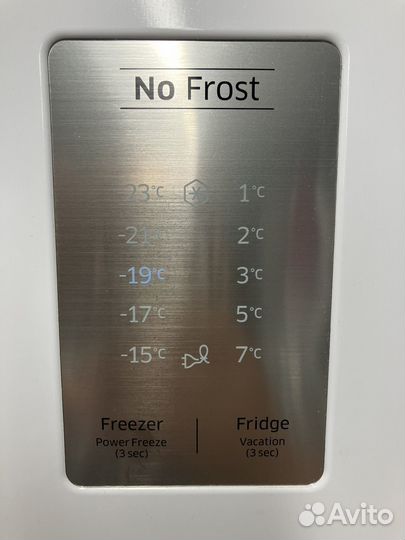 No Frost
-23°C 1°C
-21°C 2°C
-19°C 3°C
-17°C 5°C
-15°C 7°C
Freezer Fridge
Power Freeze Vacation
(3 sec) (3 sec)
Avito